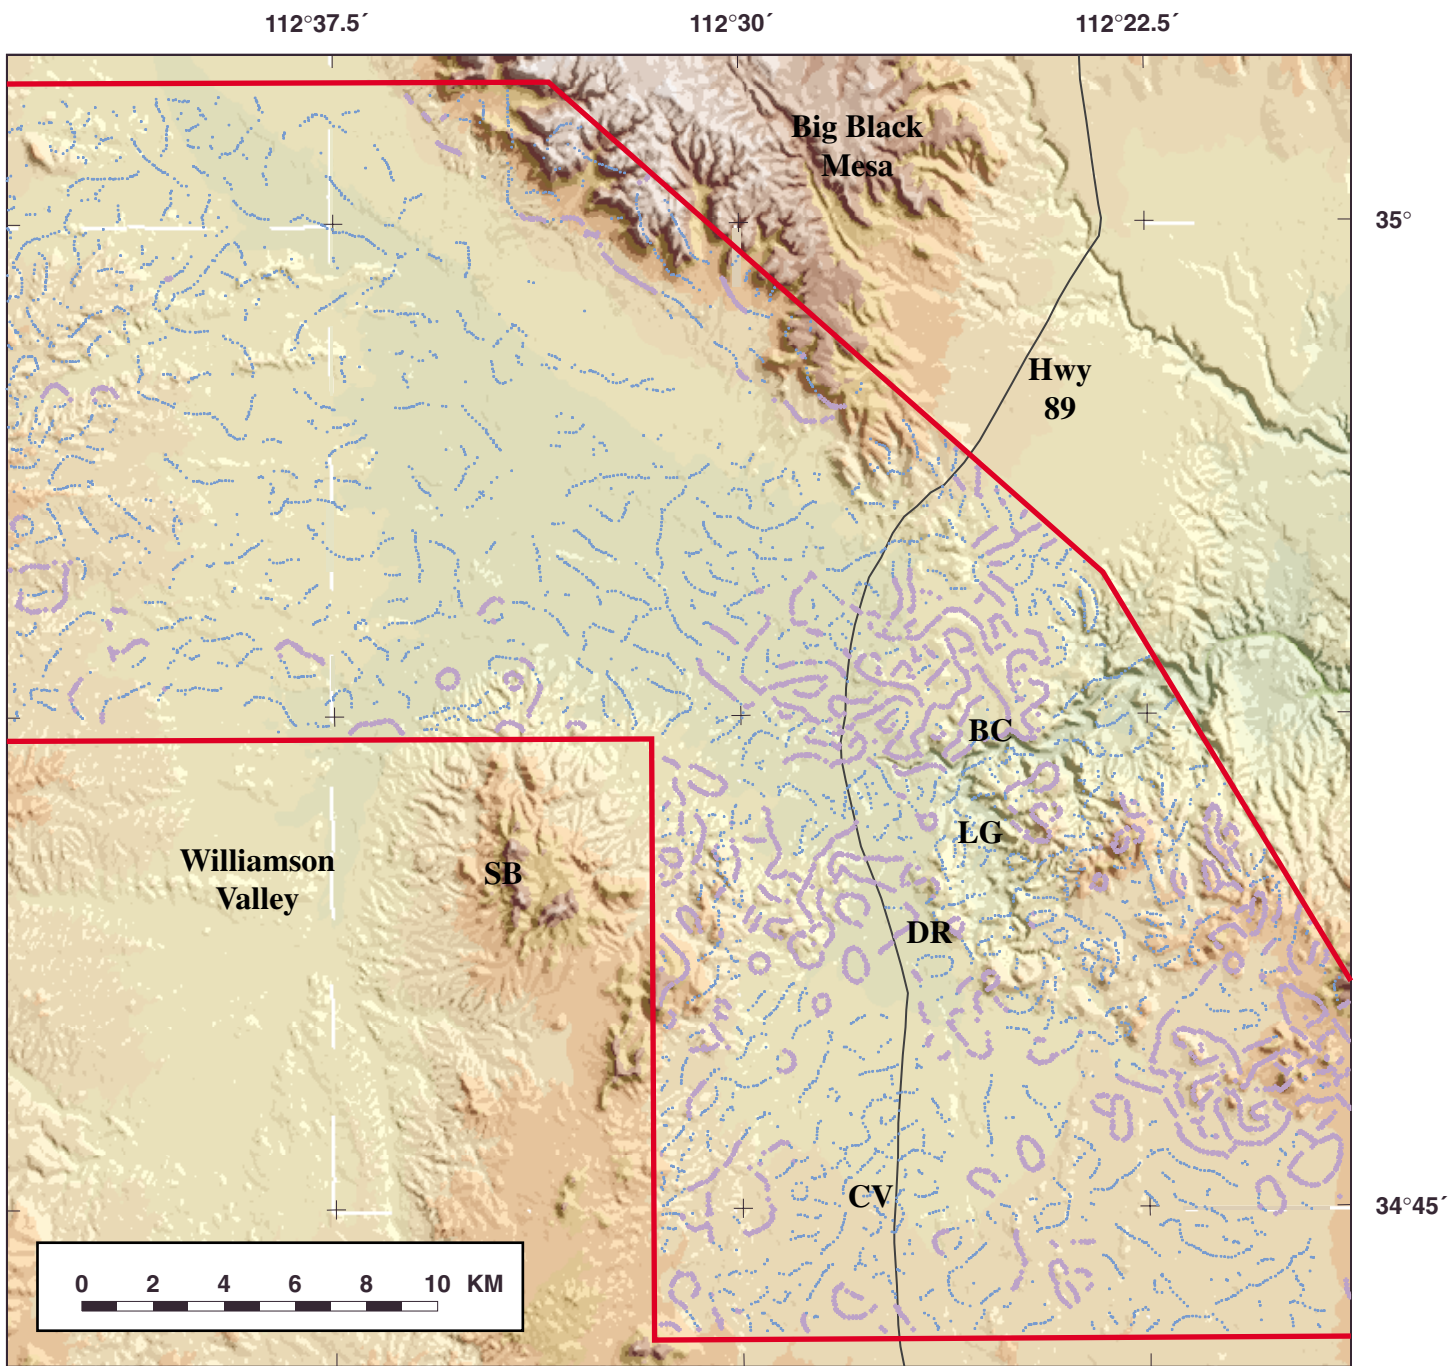 112°37.5´ 112°30´ 112°22.5´
Big Black
Mesa
35°
Hwy
89
BC
LG
Williamson
Valley
SB
DR
CV
34°45´
0 2 4 6 8 10 KM